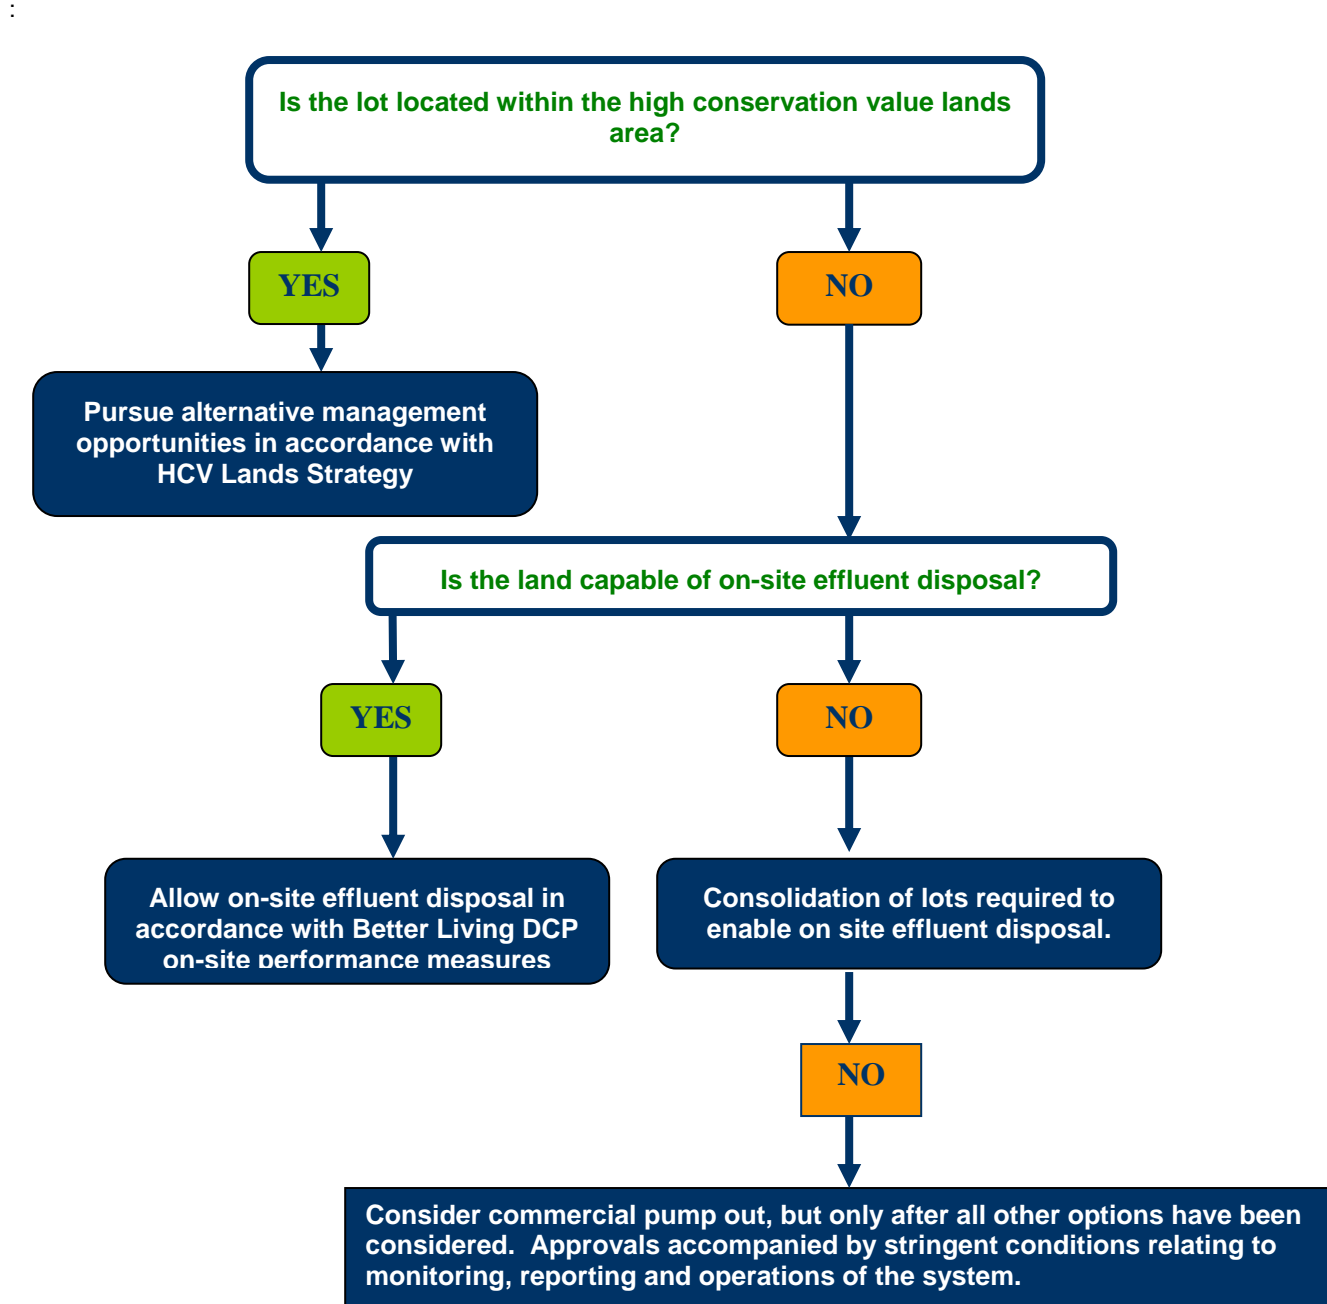 :
Is the lot located within the high conservation value lands
area?
YES
NO
Pursue alternative management
opportunities in accordance with
HCV Lands Strategy
Is the land capable of on-site effluent disposal?
YES
NO
Allow on-site effluent disposal in
accordance with Better Living DCP
on-site performance measures
Consolidation of lots required to
enable on site effluent disposal.
NO
Consider commercial pump out, but only after all other options have been
considered.  Approvals accompanied by stringent conditions relating to
monitoring, reporting and operations of the system.